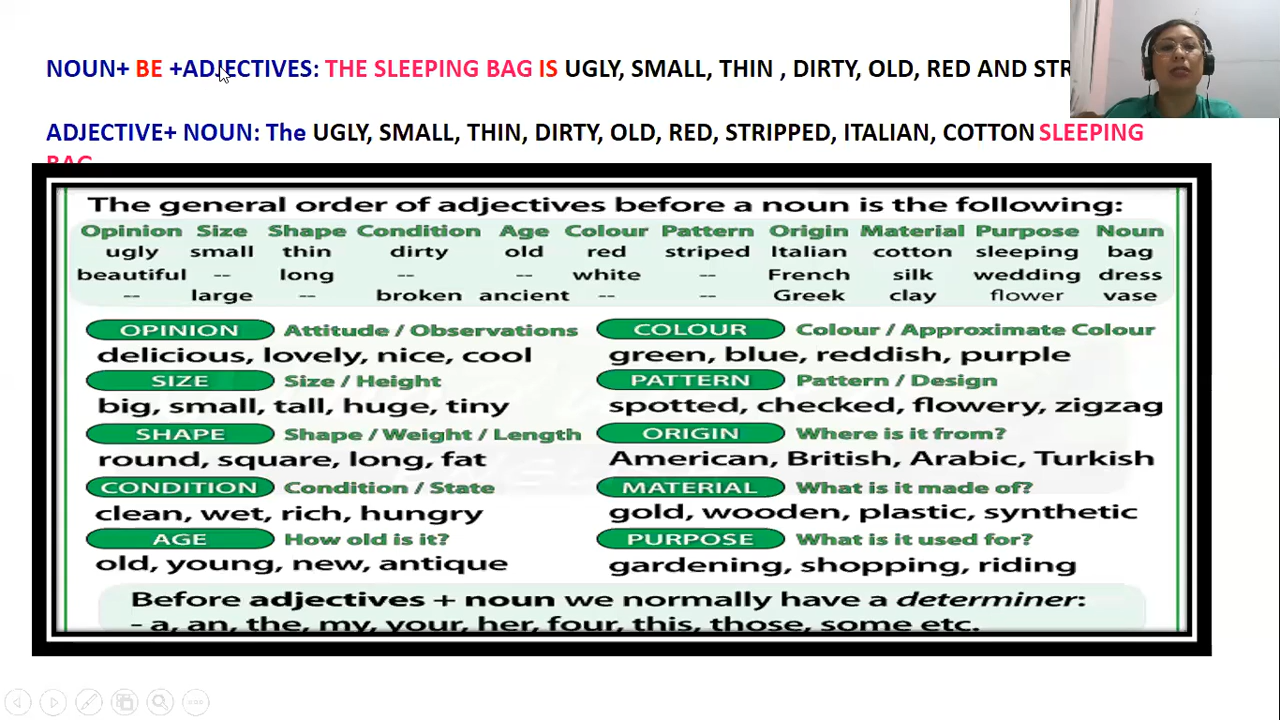 NOUN+ BE +ADJECTIVES: THE SLEEPING BAG IS UGLY, SMALL, THIN , DIRTY, OLD, RED AND STR
ADJECTIVE+ NOUN: The UGLY, SMALL, THIN, DIRTY, OLD, RED, STRIPPED, ITALIAN, COTTON SLEEPING
BAG
The general order of adjectives before a noun is the following:
Opinion Size Shape Condition Age Colour Pattern Origin Material Purpose Noun
ugly small thin dirty old red striped Italian cotton sleeping bag
beautiful -- long -- -- white -- French silk wedding dress
-- large -- broken ancient -- -- Greek clay flower vase
OPINION Attitude / Observations
delicious, lovely, nice, cool
SIZE Size / Height
big, small, tall, huge, tiny
SHAPE Shape / Weight / Length
round, square, long, fat
CONDITION Condition / State
clean, wet, rich, hungry
AGE How old is it?
old, young, new, antique
COLOUR Colour / Approximate Colour
green, blue, reddish, purple
PATTERN Pattern / Design
spotted, checked, flowery, zigzag
ORIGIN Where is it from?
American, British, Arabic, Turkish
MATERIAL What is it made of?
gold, wooden, plastic, synthetic
PURPOSE What is it used for?
gardening, shopping, riding
Before adjectives + noun we normally have a determiner:
- a, an, the, my, your, her, four, this, those, some etc.